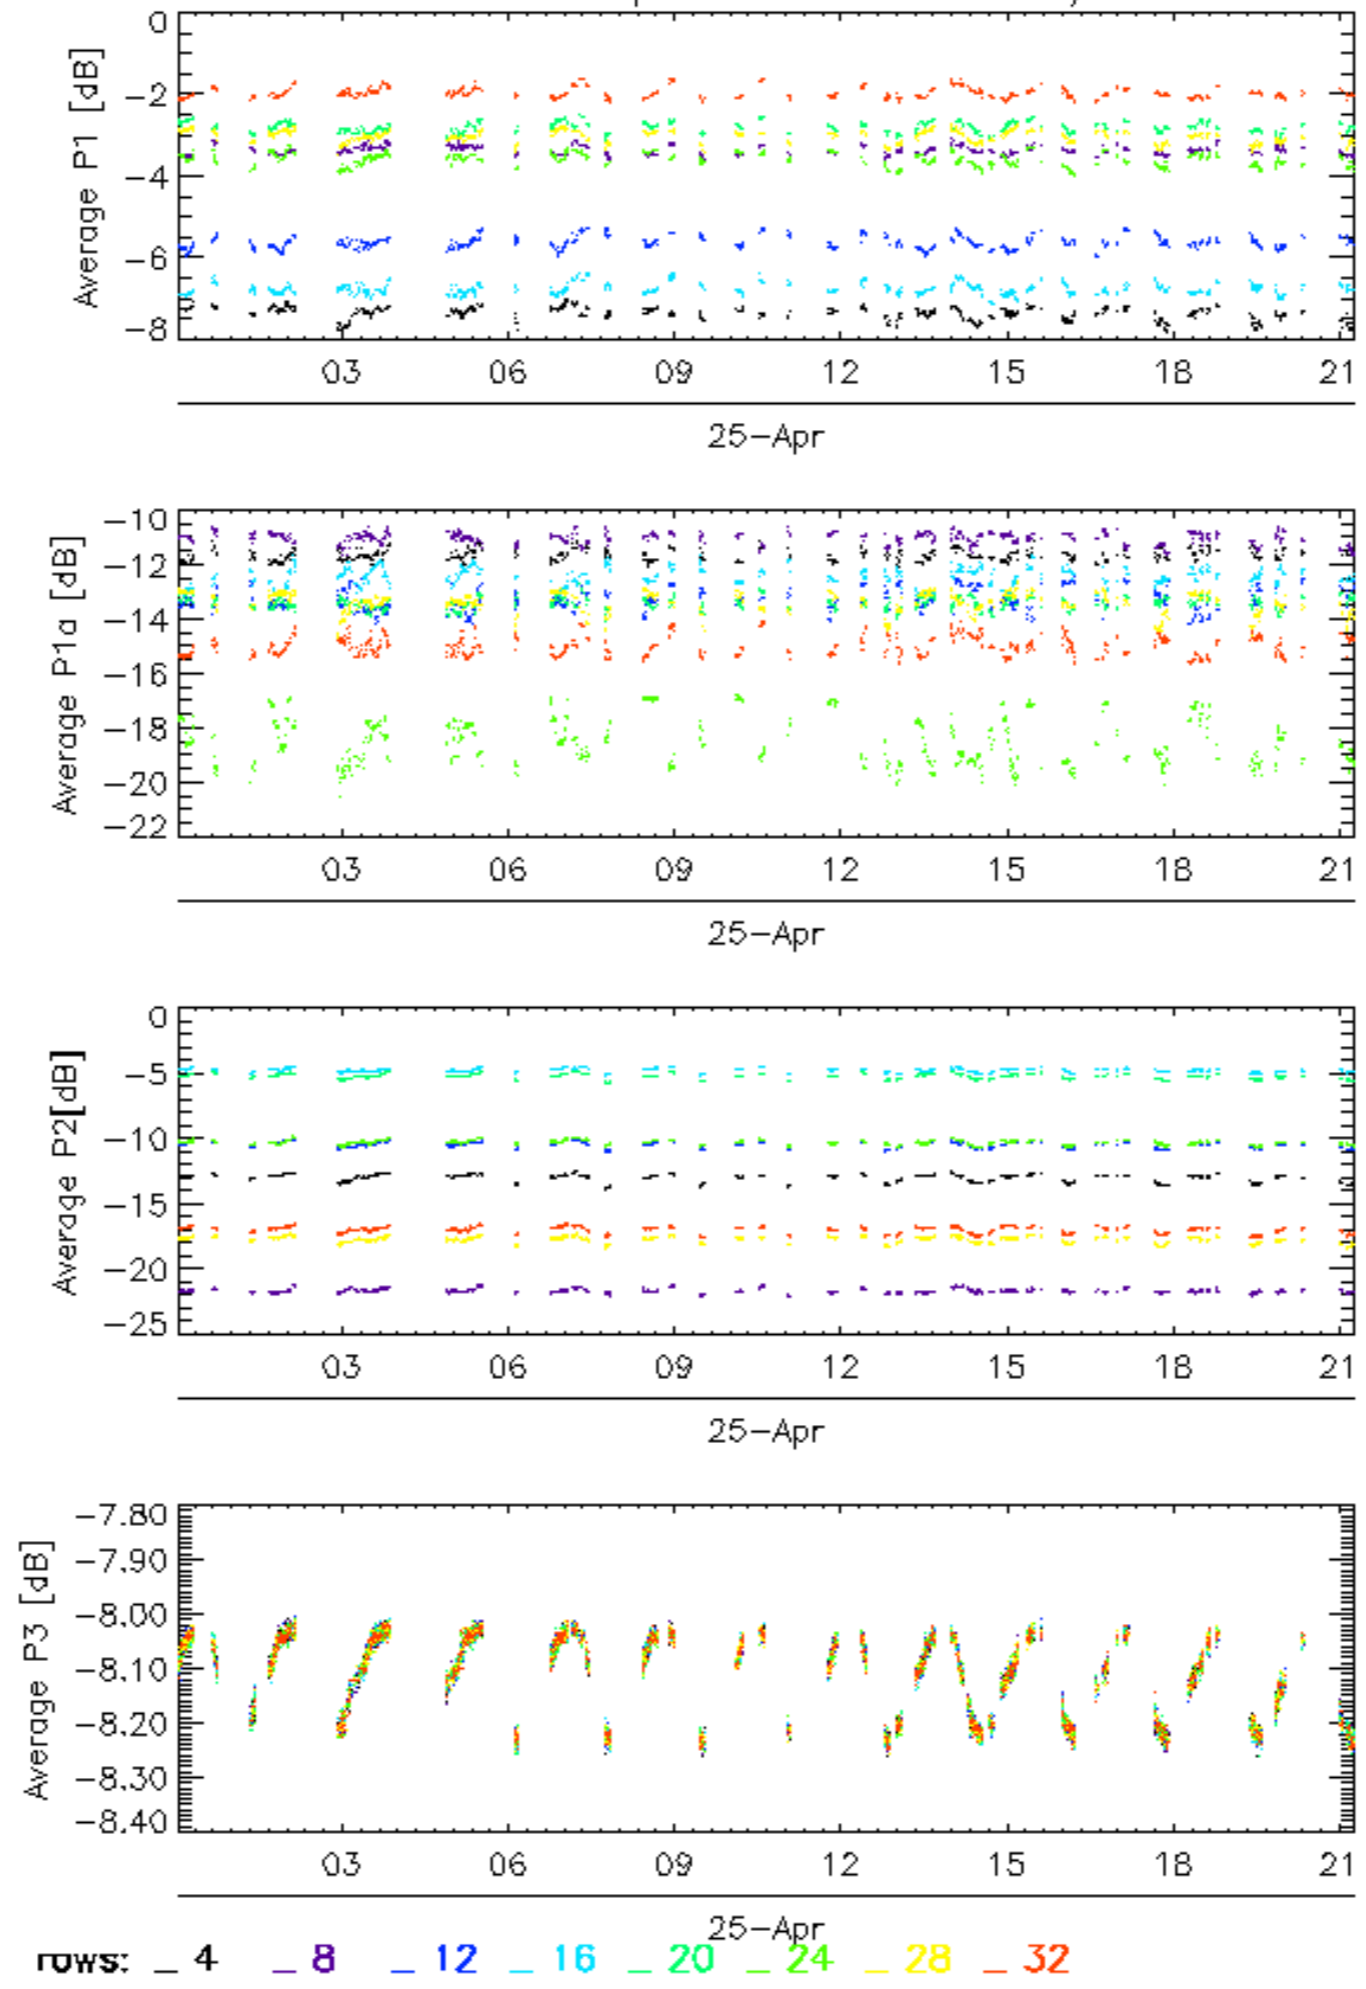 0
−2
−4
−6
−8
Average P1 [dB]
03 06 09 12 15 18 21
25−Apr
−10
−12
−14
−16
−18
−20
−22
Average P1a [dB]
03 06 09 12 15 18 21
25−Apr
0
−5
−10
−15
−20
−25
Average P2[dB]
03 06 09 12 15 18 21
25−Apr
−7.80
−7.90
−8.00
−8.10
−8.20
−8.30
−8.40
Average P3 [dB]
03 06 09 12 15 18 21
25−Apr
rows: _ 4 _ 8 _ 12 _ 16 _ 20 _ 24 _ 28 _ 32